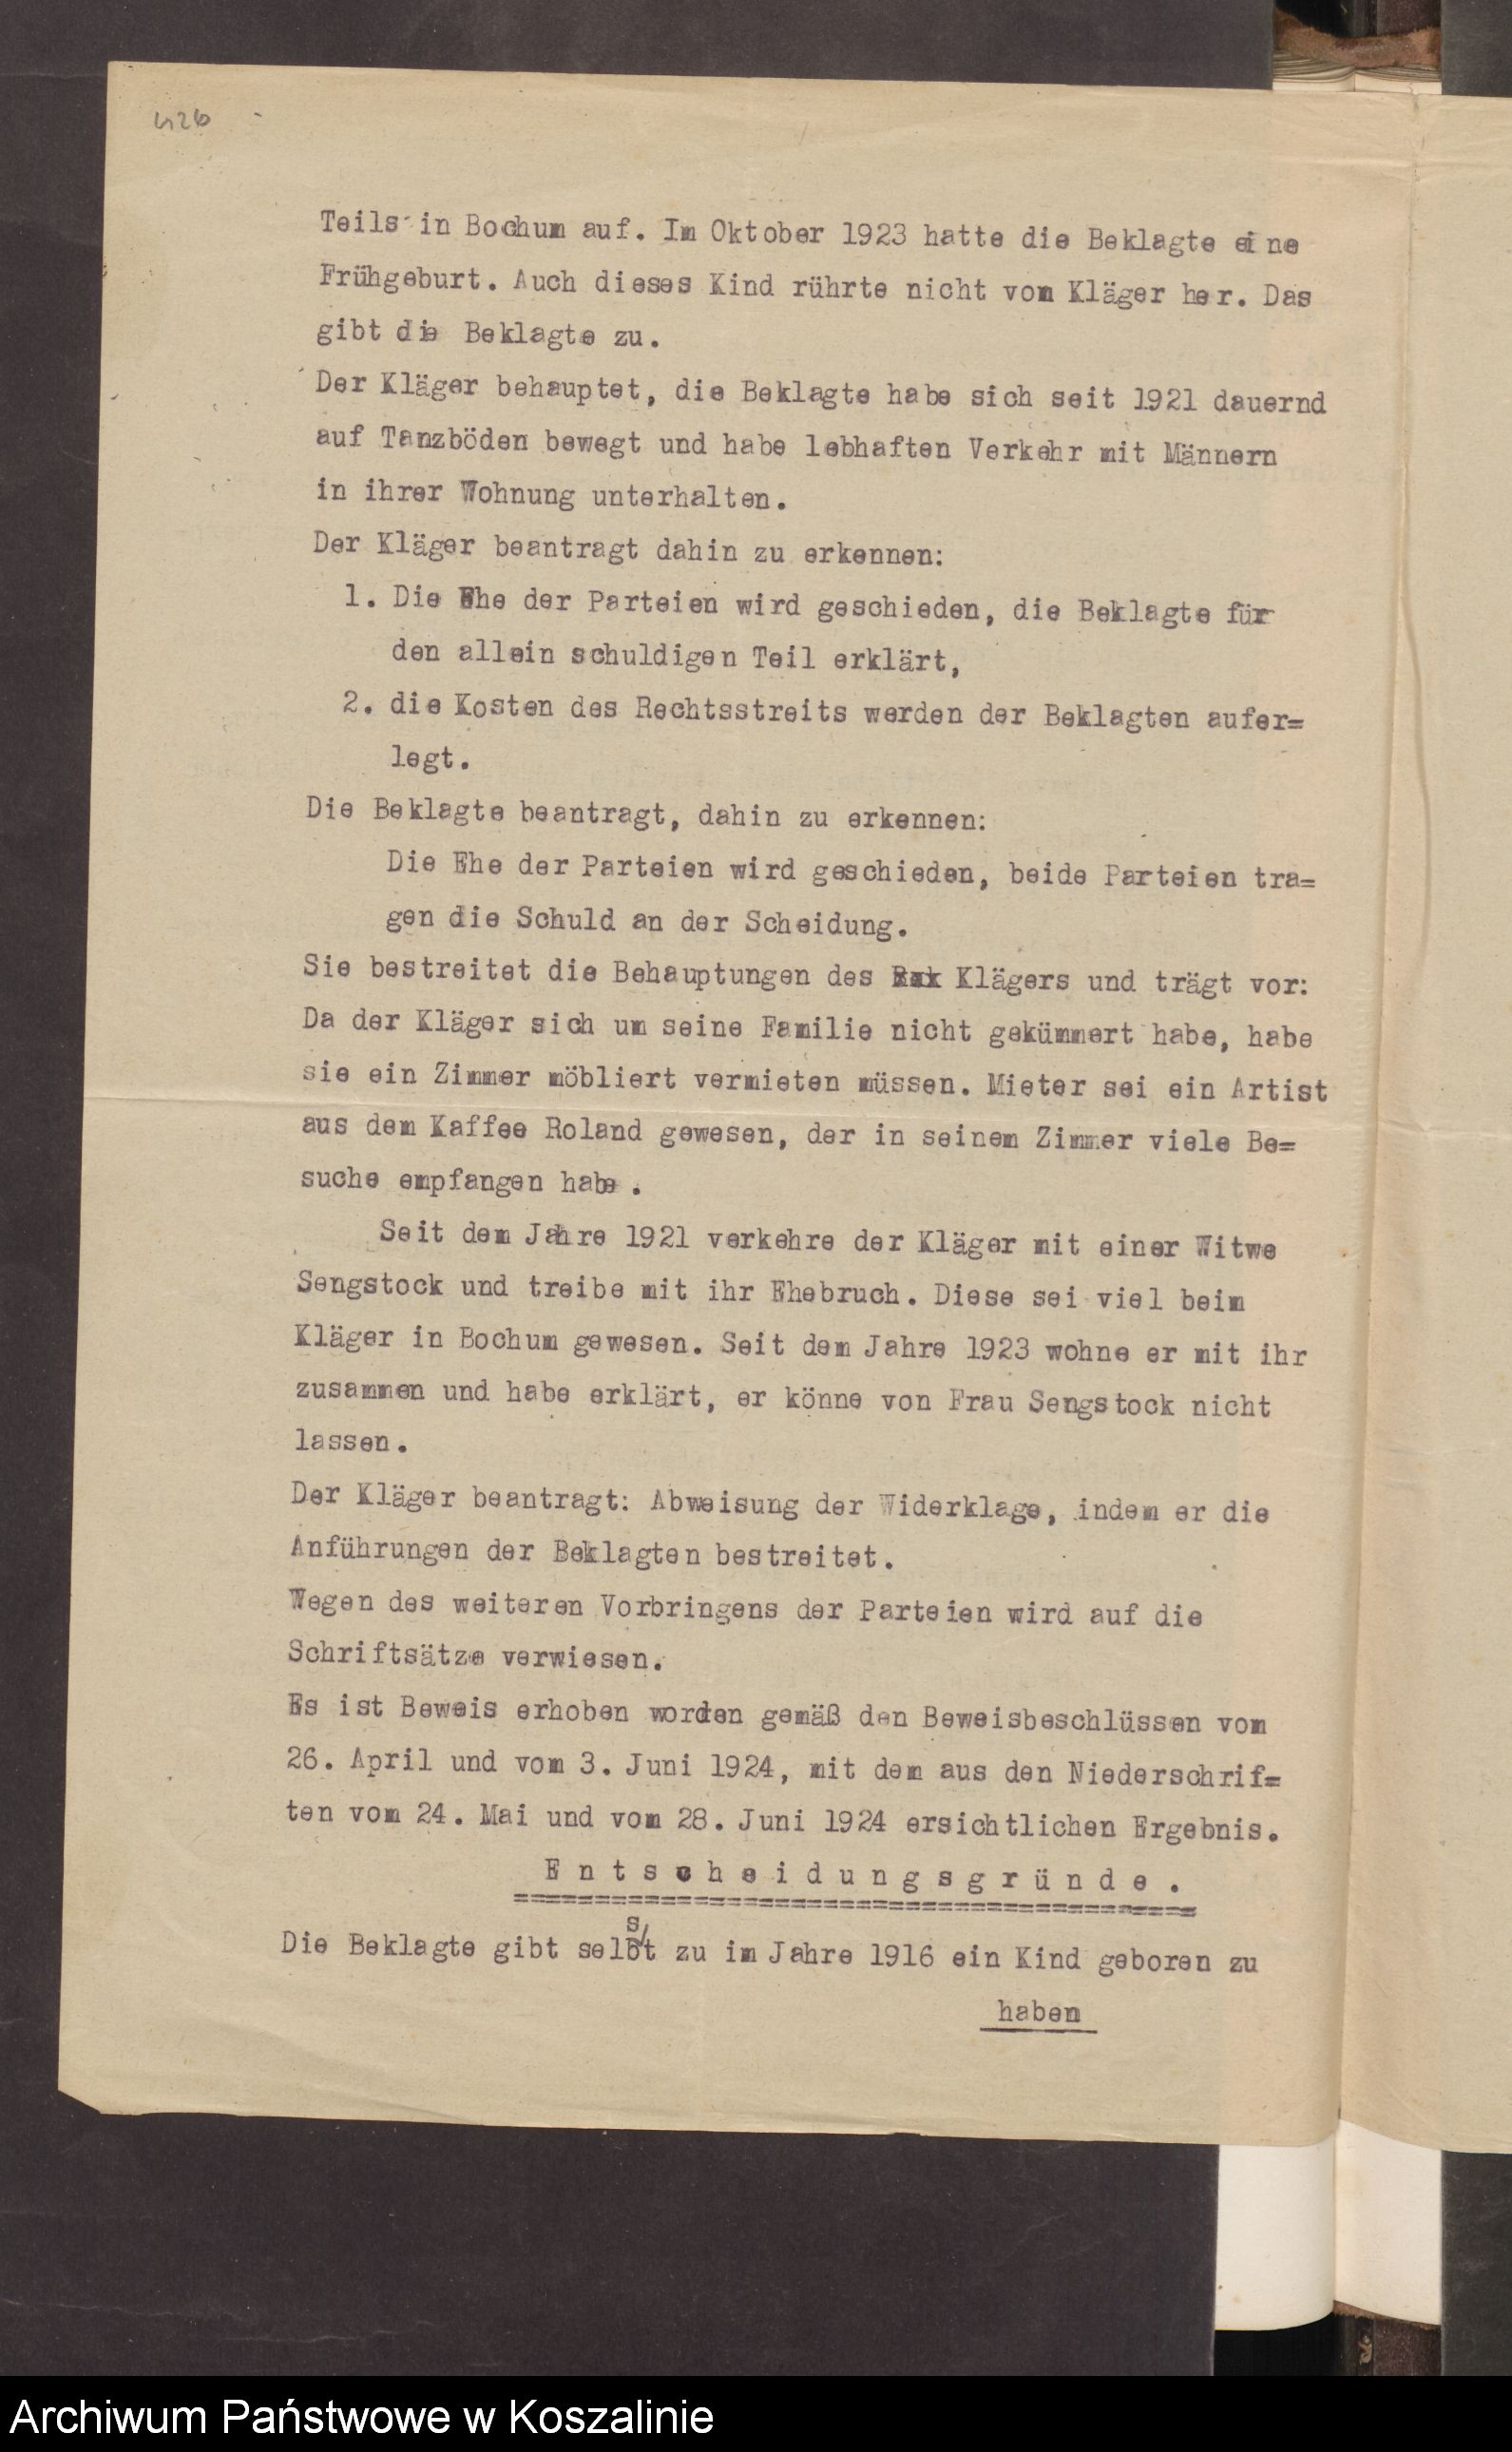 426
Teils in Bochum auf. Im Oktober 1923 hatte die Beklagte eine
Frühgeburt. Auch dieses Kind rührte nicht vom Kläger her. Das
gibt die Beklagte zu.
Der Kläger behauptet, die Beklagte habe sich seit 1921 dauernd
auf Tanzböden bewegt und habe lebhaften Verkehr mit Männern
in ihrer Wohnung unterhalten.
Der Kläger beantragt dahin zu erkennen:
1. Die Ehe der Parteien wird geschieden, die Beklagte für
den allein schuldigen Teil erklärt,
2. die Kosten des Rechtsstreits werden der Beklagten aufer=
legt.
Die Beklagte beantragt, dahin zu erkennen:
Die Ehe der Parteien wird geschieden, beide Parteien tra=
gen die Schuld an der Scheidung.
Sie bestreitet die Behauptungen des Klägers und trägt vor:
Da der Kläger sich um seine Familie nicht gekümmert habe, habe
sie ein Zimmer möbliert vermieten müssen. Mieter sei ein Artist
aus dem Kaffee Roland gewesen, der in seinem Zimmer viele Be=
suche empfangen habe.
Seit dem Jahre 1921 verkehre der Kläger mit einer Witwe
Sengstock und treibe mit ihr Ehebruch. Diese sei viel beim
Kläger in Bochum gewesen. Seit dem Jahre 1923 wohne er mit ihr
zusammen und habe erklärt, er könne von Frau Sengstock nicht
lassen.
Der Kläger beantragt: Abweisung der Widerklage, indem er die
Anführungen der Beklagten bestreitet.
Wegen des weiteren Vorbringens der Parteien wird auf die
Schriftsätze verwiesen.
Es ist Beweis erhoben worden gemäß den Beweisbeschlüssen vom
26. April und vom 3. Juni 1924, mit dem aus den Niederschrif=
ten vom 24. Mai und vom 28. Juni 1924 ersichtlichen Ergebnis.
Entscheidungsgründe.
Die Beklagte gibt selbst zu im Jahre 1916 ein Kind geboren zu
haben
Archiwum Państwowe w Koszalinie